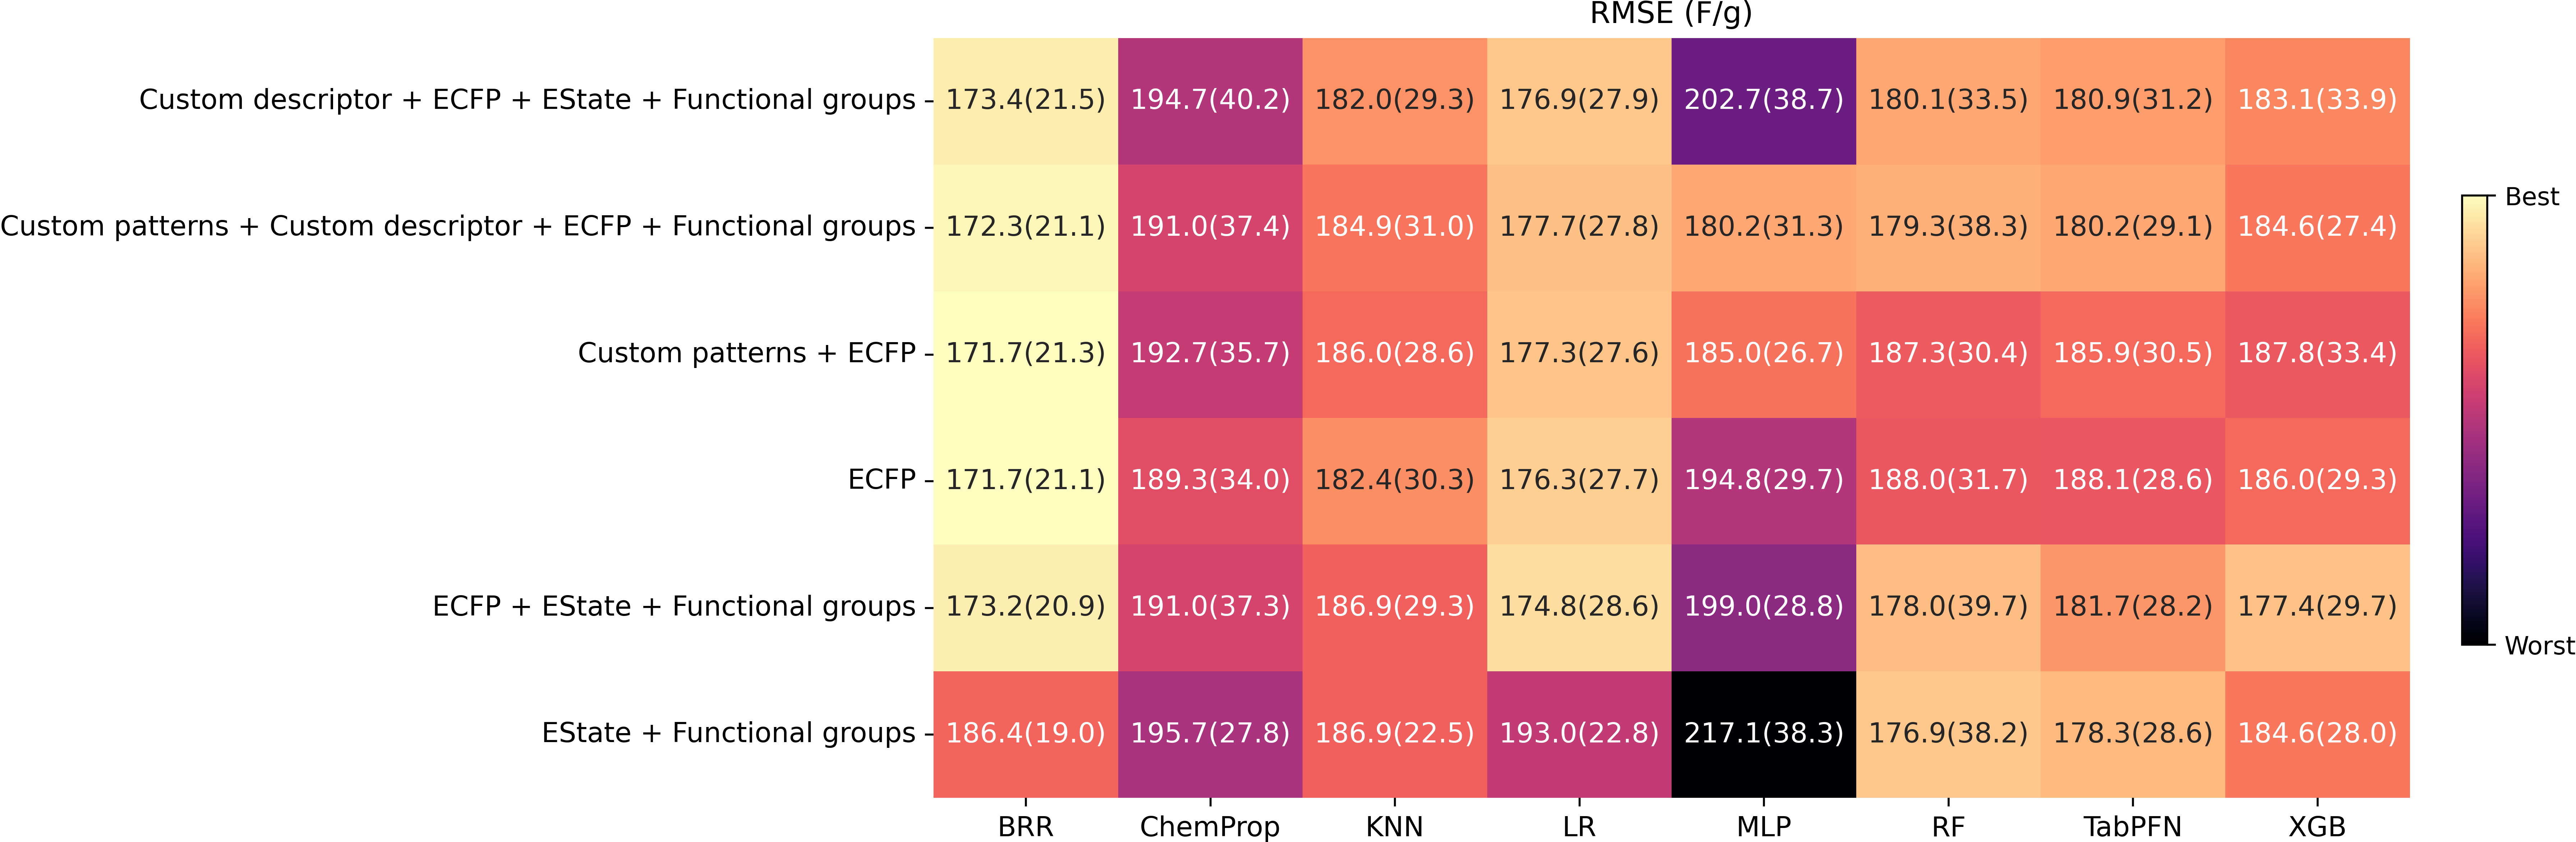 RMSE (F/g)
Custom descriptor + ECFP + EState + Functional groups 173.4(21.5) 194.7(40.2) 182.0(29.3) 176.9(27.9) 202.7(38.7) 180.1(33.5) 180.9(31.2) 183.1(33.9)
Custom patterns + Custom descriptor + ECFP + Functional groups 172.3(21.1) 191.0(37.4) 184.9(31.0) 177.7(27.8) 180.2(31.3) 179.3(38.3) 180.2(29.1) 184.6(27.4)
Custom patterns + ECFP 171.7(21.3) 192.7(35.7) 186.0(28.6) 177.3(27.6) 185.0(26.7) 187.3(30.4) 185.9(30.5) 187.8(33.4)
ECFP 171.7(21.1) 189.3(34.0) 182.4(30.3) 176.3(27.7) 194.8(29.7) 188.0(31.7) 188.1(28.6) 186.0(29.3)
ECFP + EState + Functional groups 173.2(20.9) 191.0(37.3) 186.9(29.3) 174.8(28.6) 199.0(28.8) 178.0(39.7) 181.7(28.2) 177.4(29.7)
EState + Functional groups 186.4(19.0) 195.7(27.8) 186.9(22.5) 193.0(22.8) 217.1(38.3) 176.9(38.2) 178.3(28.6) 184.6(28.0)
BRR ChemProp KNN LR MLP RF TabPFN XGB
Best
Worst